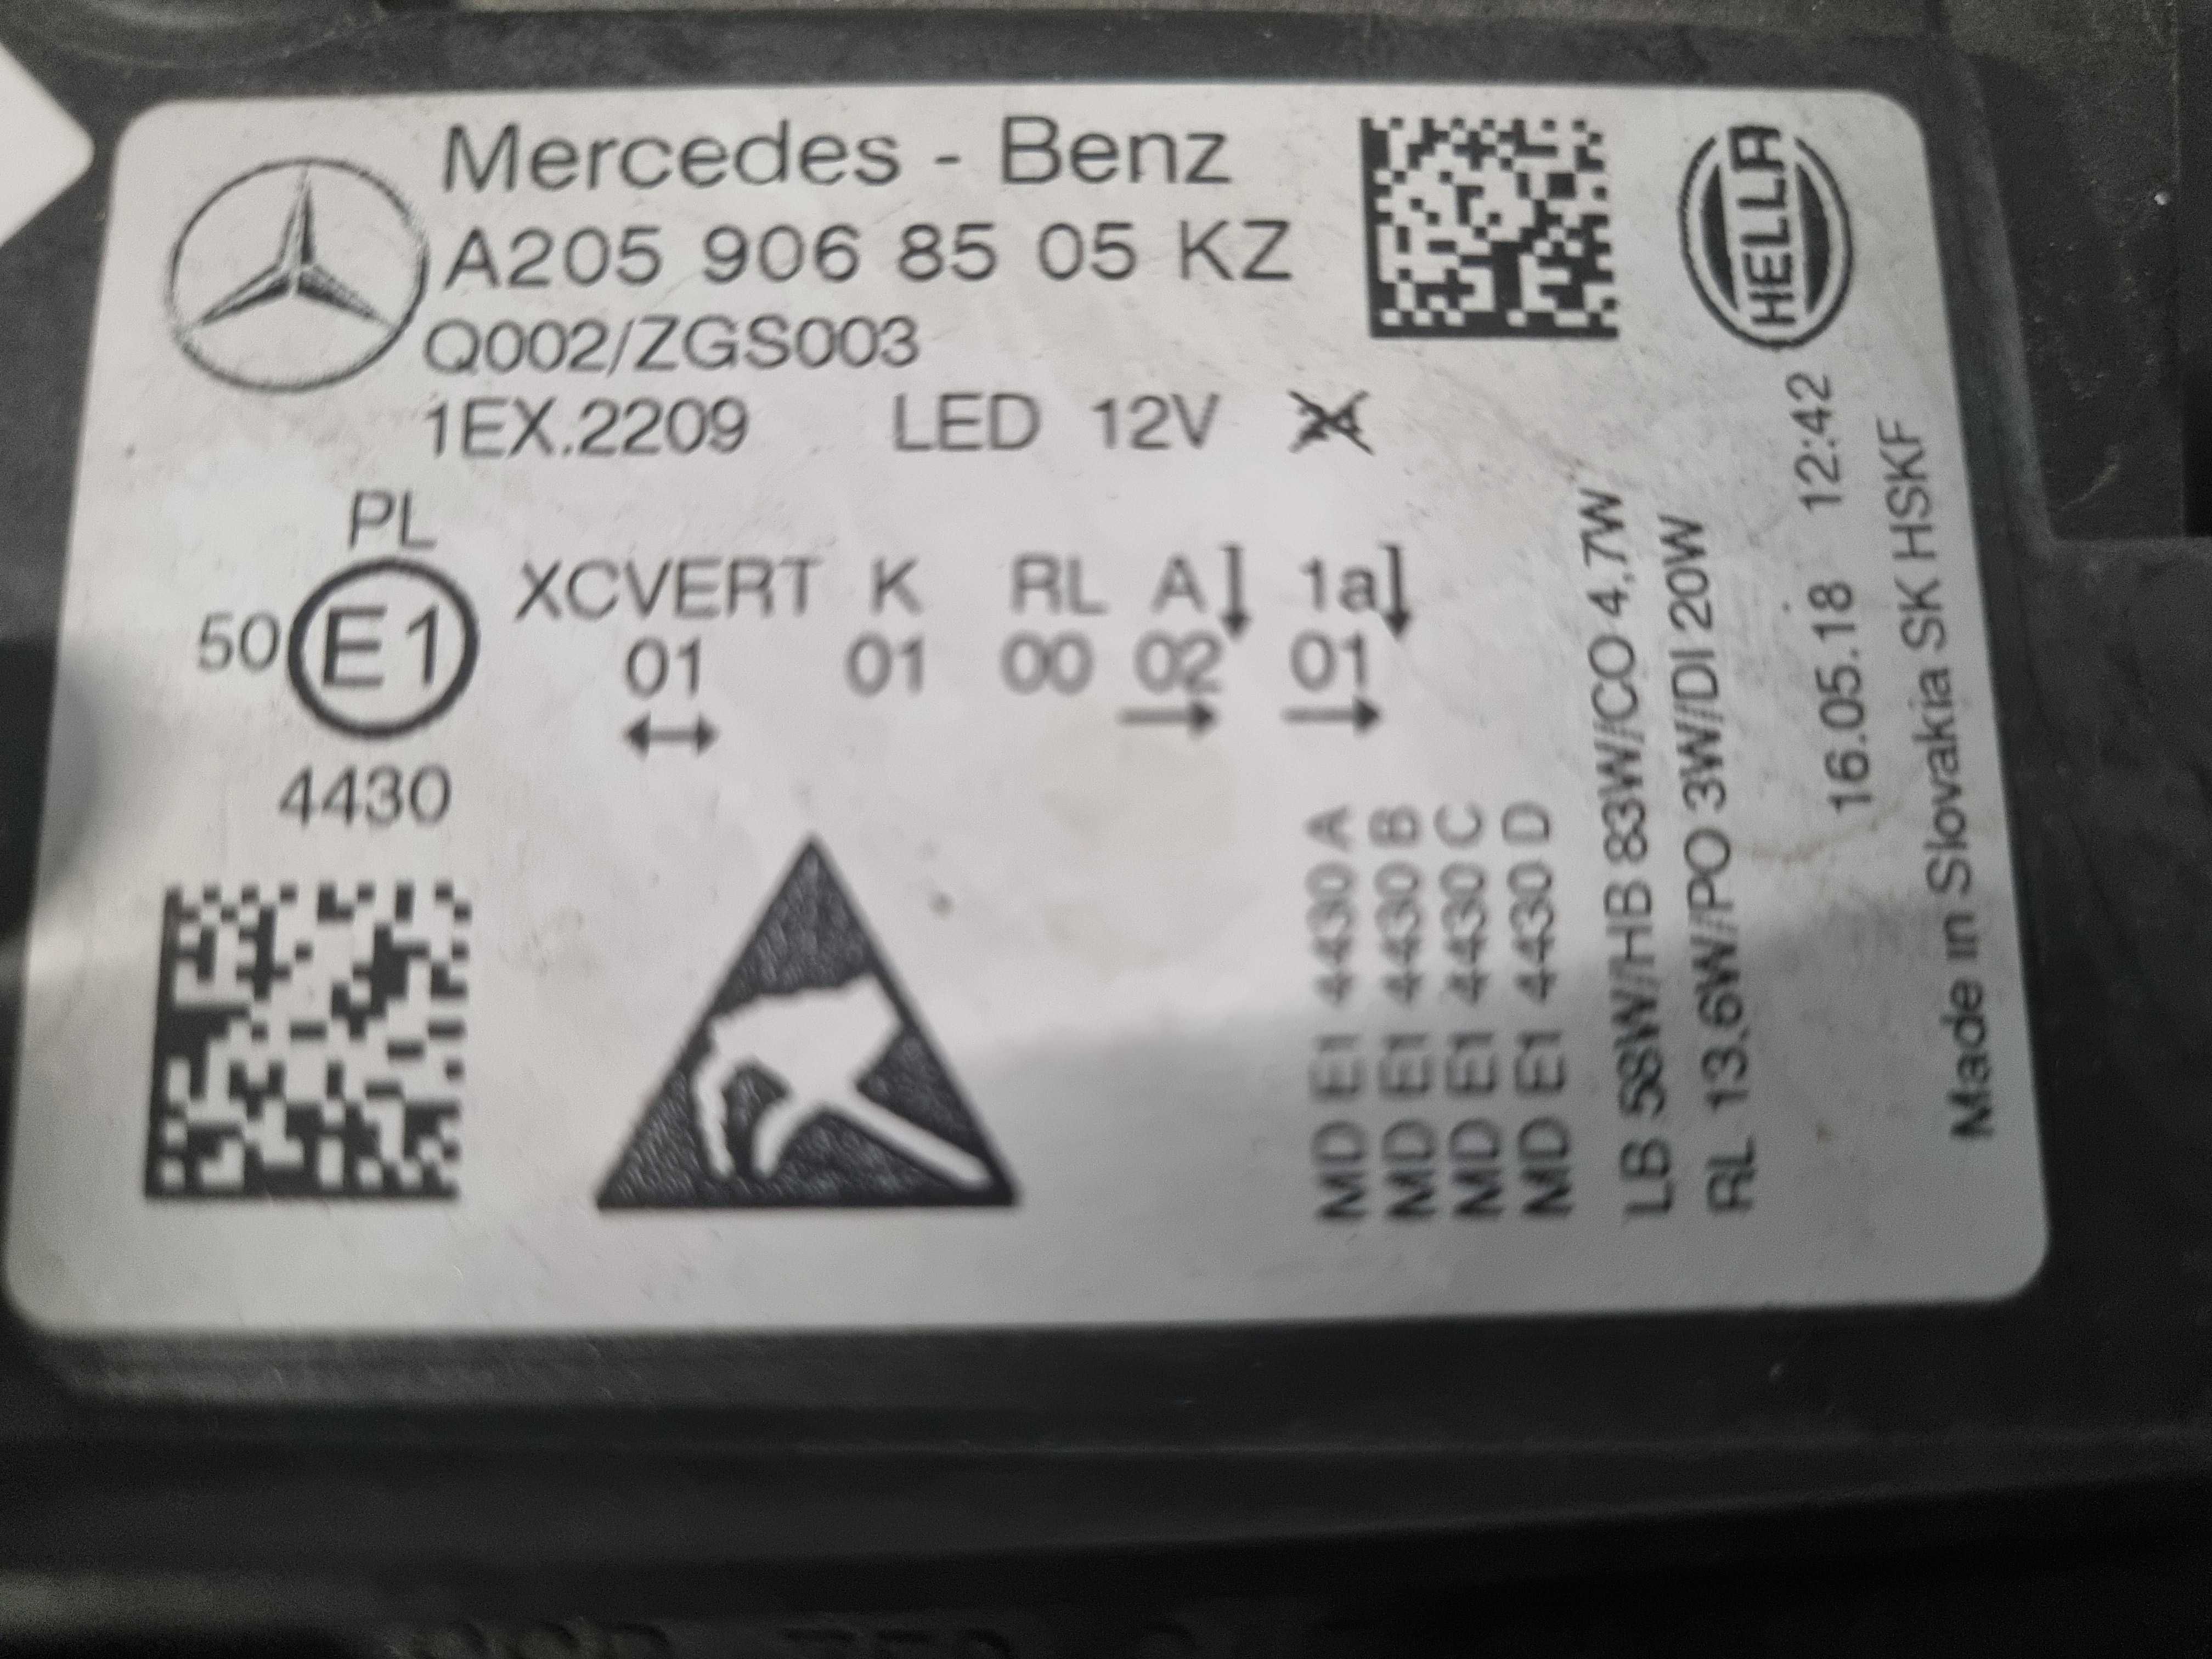 Mercedes - Benz
A205 906 85 05 KZ
Q002/ZGS003
1EX.2209 LED 12V 24
HELLA
PL
50 E1
4430
XCVERT K RL A 1a
01 01 00 02 01
MD E1 4430 A
MD E1 4430 B
MD E1 4430 C
MD E1 4430 D
LB 58W/HB 83W/CO 4,7W
RL 13.6W/PO 3W/DI 20W
16.05.18 12:42
Made in Slovakia SK HSKF